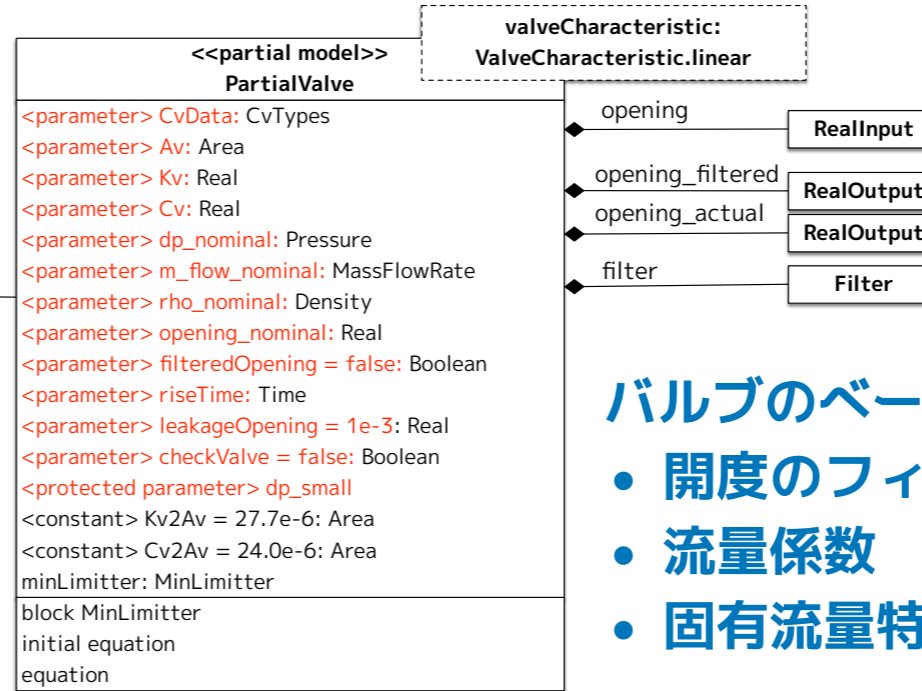 valveCharacteristic:
ValveCharacteristic.linear
<<partial model>>
PartialValve
<parameter> CvData: CvTypes
<parameter> Av: Area
<parameter> Kv: Real
<parameter> Cv: Real
<parameter> dp_nominal: Pressure
<parameter> m_flow_nominal: MassFlowRate
<parameter> rho_nominal: Density
<parameter> opening_nominal: Real
<parameter> filteredOpening = false: Boolean
<parameter> riseTime: Time
<parameter> leakageOpening = 1e-3: Real
<parameter> checkValve = false: Boolean
<protected parameter> dp_small
<constant> Kv2Av = 27.7e-6: Area
<constant> Cv2Av = 24.0e-6: Area
minLimitter: MinLimitter
block MinLimitter
initial equation
equation
opening
RealInput
opening_filtered
RealOutput
opening_actual
RealOutput
filter
Filter
バルブのベー
• 開度のフィ
• 流量係数
• 固有流量特